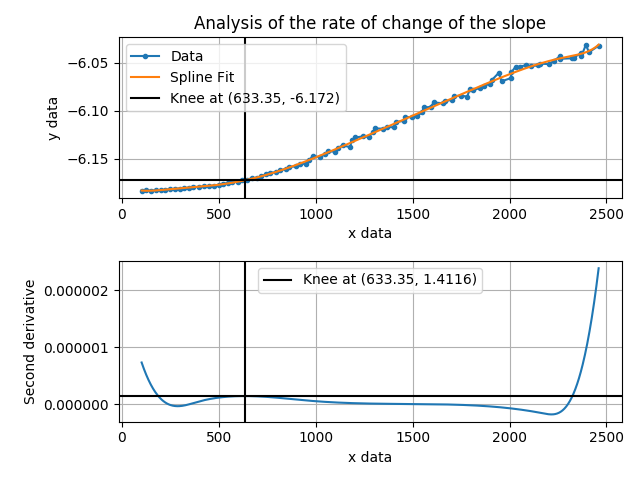 Analysis of the rate of change of the slope
−6.05
−6.10
−6.15
y data
Data
Spline Fit
Knee at (633.35, -6.172)
0 500 1000 1500 2000 2500
x data
0.000002
0.000001
0.000000
Second derivative
Knee at (633.35, 1.4116)
0 500 1000 1500 2000 2500
x data